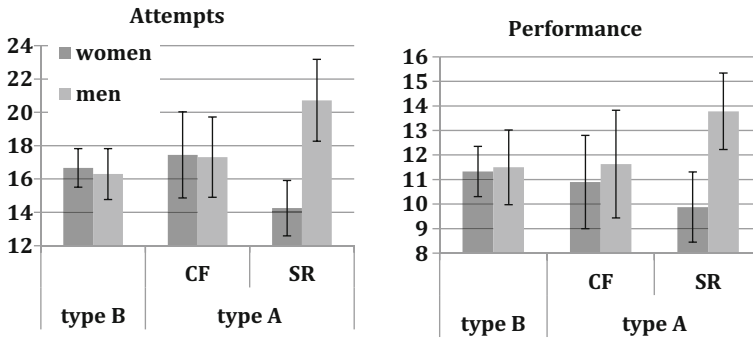 Attempts
24
22
20
18
16
14
12
women
men
CF
SR
type B
type A
Performance
16
15
14
13
12
11
10
9
8
CF
SR
type B
type A